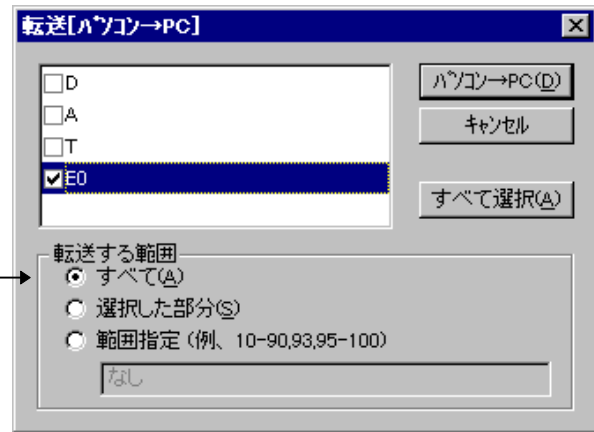 転送[ﾊﾟｿｺﾝ→PC]
D
A
T
E0
ﾊﾟｿｺﾝ→PC(D)
ｷｬﾝｾﾙ
すべて選択(A)
転送する範囲
すべて(A)
選択した部分(S)
範囲指定(例、10-90,93,95-100)
なし